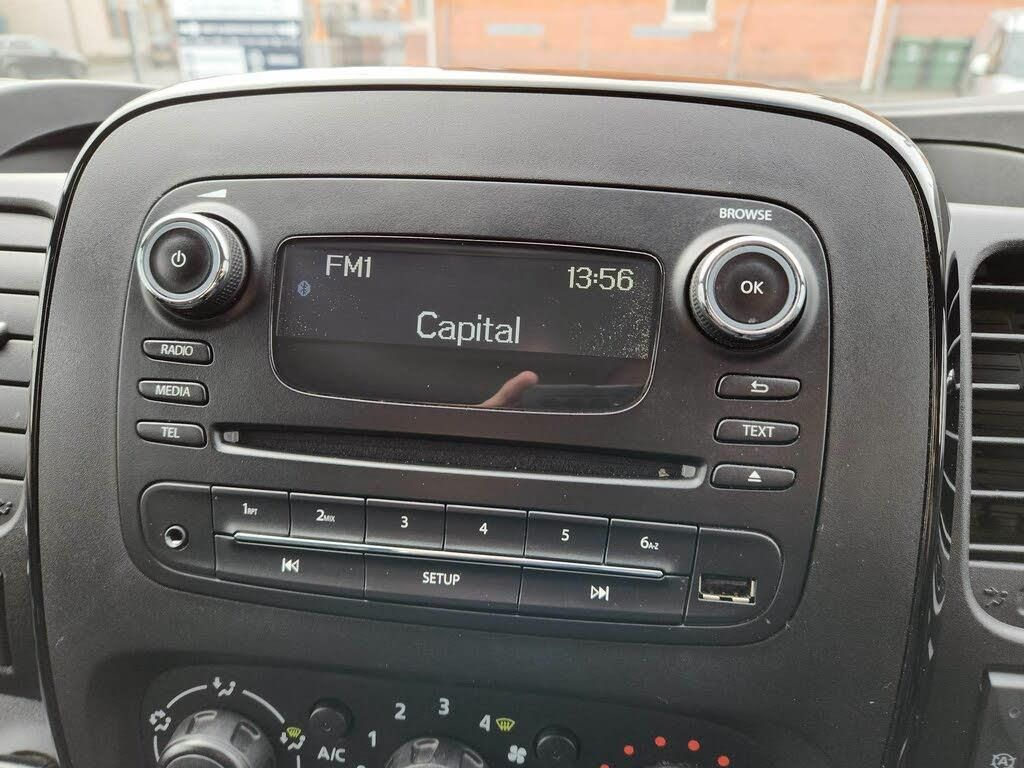 BROWSE
FM1
13:56
OK
Capital
RADIO
MEDIA
TEL
TEXT
1RPT
2MIX
3
4
5
6A-Z
SETUP
A/C
1
2
3
4
A